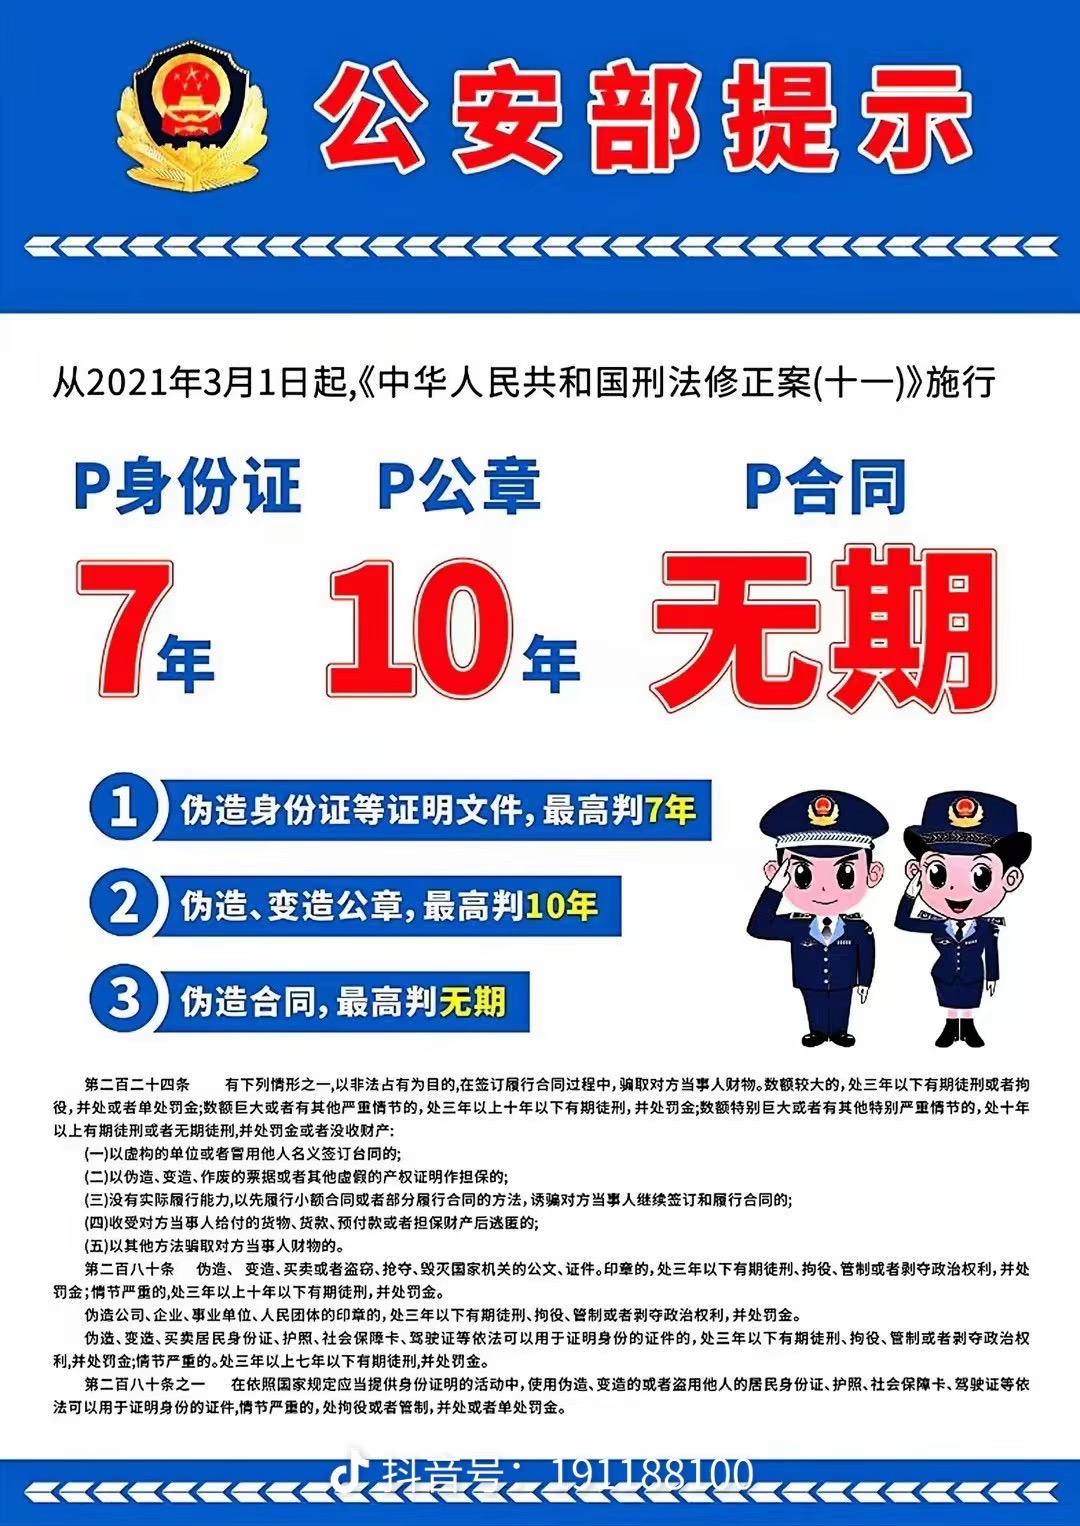 公安部提示
从2021年3月1日起,《中华人民共和国刑法修正案(十一)》施行
P身份证 P公章 P合同
7年 10年 无期
1 伪造身份证等证明文件，最高判7年
2 伪造、变造公章，最高判10年
3 伪造合同，最高判无期
第二百二十四条 有下列情形之一,以非法占有为目的,在签订履行合同过程中，骗取对方当事人财物。数额较大的，处三年以下有期徒刑或者拘
役，并处或者单处罚金;数额巨大或者有其他严重情节的，处三年以上十年以下有期徒刑，并处罚金;数额特别巨大或者有其他特别严重情节的，处十年
以上有期徒刑或者无期徒刑,并处罚金或者没收财产:
(一)以虚构的单位或者冒用他人名义签订合同的;
(二)以伪造、变造、作废的票据或者其他虚假的产权证明作担保的;
(三)没有实际履行能力,以先履行小额合同或者部分履行合同的方法，诱骗对方当事人继续签订和履行合同的;
(四)收受对方当事人给付的货物、货款、预付款或者担保财产后逃匿的;
(五)以其他方法骗取对方当事人财物的。
第二百八十条 伪造、变造、买卖或者盗窃、抢夺、毁灭国家机关的公文、证件。印章的，处三年以下有期徒刑、拘役、管制或者剥夺政治权利，并处
罚金；情节严重的,处三年以上十年以下有期徒刑，并处罚金。
伪造公司、企业、事业单位、人民团体的印章的，处三年以下有期徒刑、拘役、管制或者剥夺政治权利，并处罚金。
伪造、变造、买卖居民身份证、护照、社会保障卡、驾驶证等依法可以用于证明身份的证件的，处三年以下有期徒刑、拘役、管制或者剥夺政治权
利,并处罚金;情节严重的。处三年以上七年以下有期徒刑,并处罚金。
第二百八十条之一 在依照国家规定应当提供身份证明的活动中，使用伪造、变造的或者盗用他人的居民身份证、护照、社会保障卡、驾驶证等依
法可以用于证明身份的证件,情节严重的，处拘役或者管制，并处或者单处罚金。
抖音号：191188100